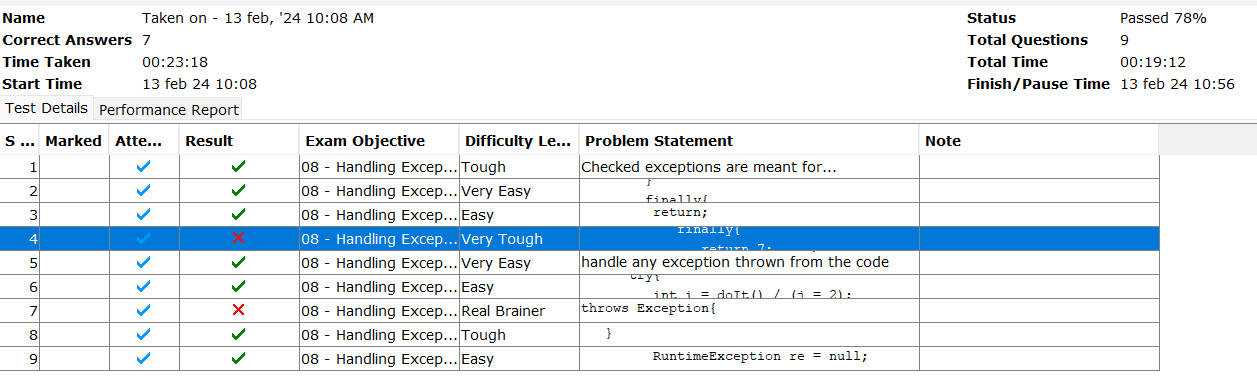 Name Taken on - 13 feb, '24 10:08 AM Status Passed 78%
Correct Answers 7 Total Questions 9
Time Taken 00:23:18 Total Time 00:19:12
Start Time 13 feb 24 10:08 Finish/Pause Time 13 feb 24 10:56
Test Details Performance Report
S ... Marked Atte... Result Exam Objective Difficulty Le... Problem Statement Note
1 08 - Handling Excep... Tough Checked exceptions are meant for...
2 08 - Handling Excep... Very Easy }
finally{
3 08 - Handling Excep... Easy return;
4 08 - Handling Excep... Very Tough finally{
return 7;
5 08 - Handling Excep... Very Easy handle any exception thrown from the code
6 08 - Handling Excep... Easy try{
int i = doIt() / (j = 2);
7 08 - Handling Excep... Real Brainer throws Exception{
8 08 - Handling Excep... Tough }
9 08 - Handling Excep... Easy RuntimeException re = null;